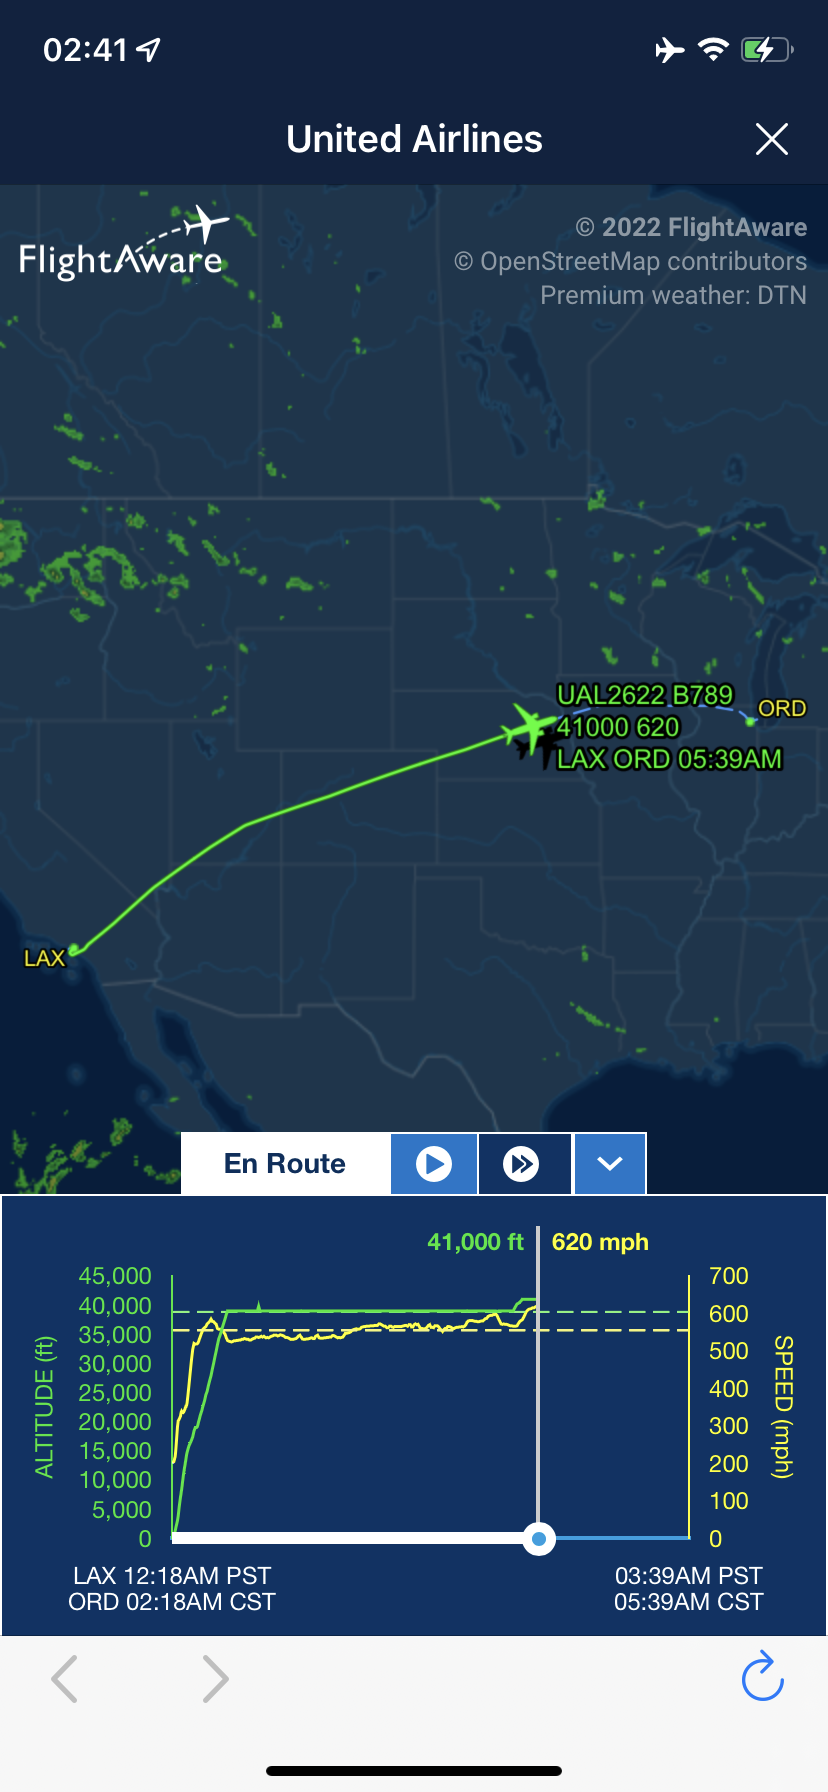 02:41
United Airlines
FlightAware
© 2022 FlightAware
© OpenStreetMap contributors
Premium weather: DTN
UAL2622 B789
41000 620
LAX ORD 05:39AM
ORD
LAX
En Route
41,000 ft
620 mph
ALTITUDE (ft)
45,000
40,000
35,000
30,000
25,000
20,000
15,000
10,000
5,000
0
700
600
500
400
300
200
100
0
SPEED (mph)
LAX 12:18AM PST
ORD 02:18AM CST
03:39AM PST
05:39AM CST